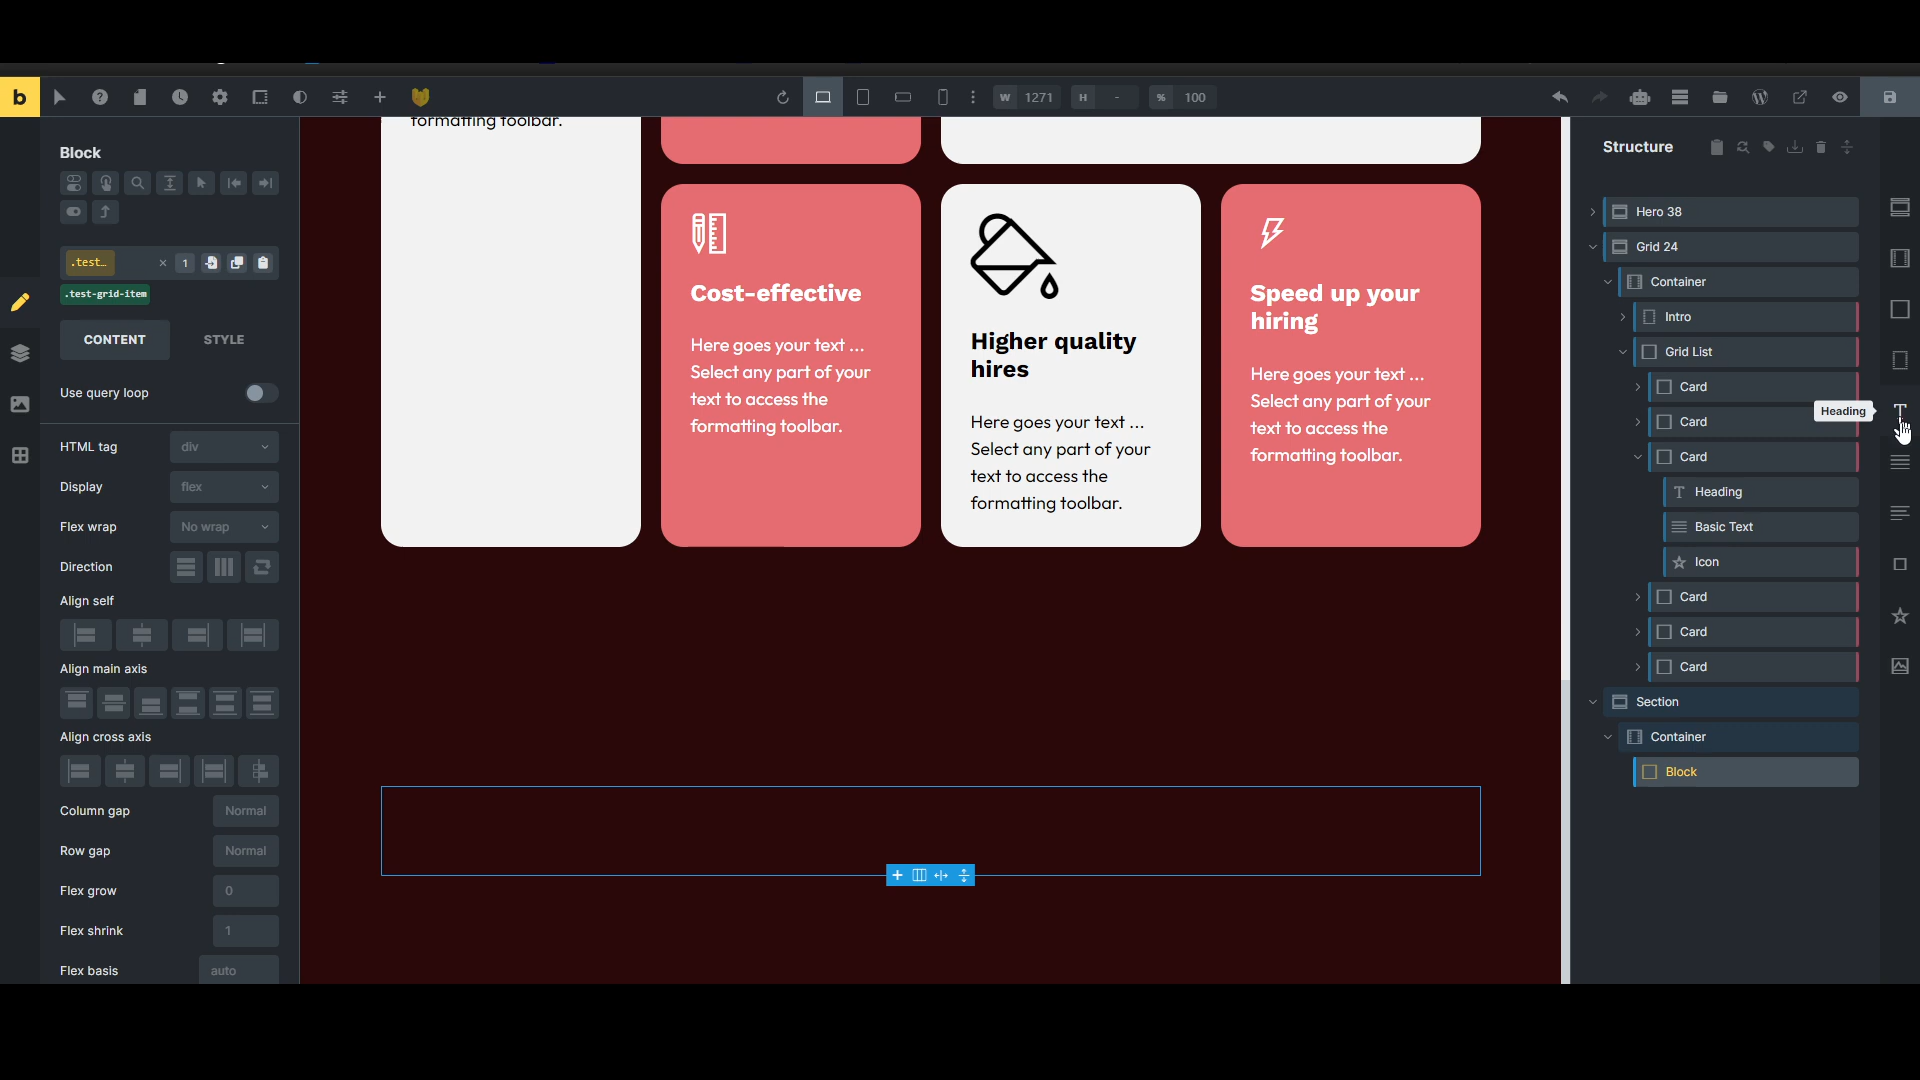 b
W 1271
H -
% 100
Block
.test…
× 1
.test-grid-item
CONTENT
STYLE
Use query loop
HTML tag
div
Display
flex
Flex wrap
No wrap
Direction
Align self
Align main axis
Align cross axis
Column gap
Normal
Row gap
Normal
Flex grow
0
Flex shrink
1
Flex basis
auto
formatting toolbar.
Cost-effective
Here goes your text ...
Select any part of your
text to access the
formatting toolbar.
Higher quality
hires
Here goes your text ...
Select any part of your
text to access the
formatting toolbar.
Speed up your
hiring
Here goes your text ...
Select any part of your
text to access the
formatting toolbar.
Structure
Hero 38
Grid 24
Container
Intro
Grid List
Card
Heading
Card
Card
Heading
Basic Text
Icon
Card
Card
Card
Section
Container
Block